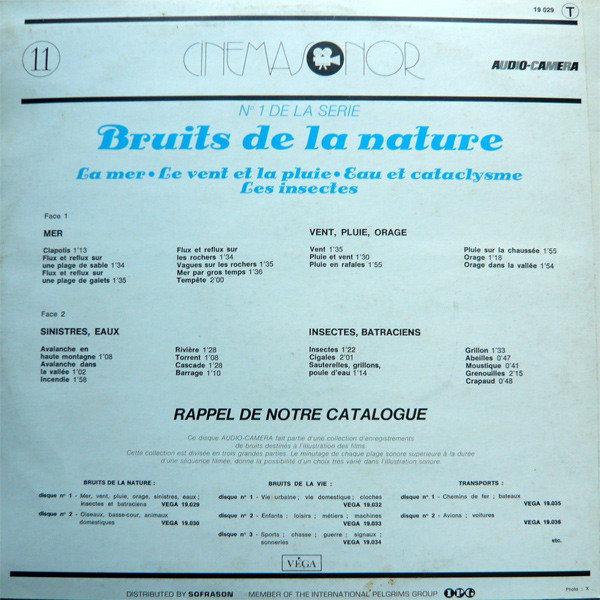 19 029 T
11
CINEMASONOR
AUDIO-CAMERA
N° 1 DE LA SERIE
Bruits de la nature
La mer • Le vent et la pluie • Eau et cataclysme
Les insectes
Face 1
MER
Clapotis 1'13
Flux et reflux sur
une plage de sable 1'34
Flux et reflux sur
une plage de galets 1'35
Flux et reflux sur
les rochers 1'34
Vagues sur les rochers 1'35
Mer par gros temps 1'36
Tempête 2'00
VENT, PLUIE, ORAGE
Vent 1'35
Pluie et vent 1'30
Pluie en rafales 1'55
Pluie sur la chaussée 1'55
Orage 1'18
Orage dans la vallée 1'54
Face 2
SINISTRES, EAUX
Avalanche en
haute montagne 1'08
Avalanche dans
la vallée 1'02
Incendie 1'58
Rivière 1'28
Torrent 1'08
Cascade 1'28
Barrage 1'10
INSECTES, BATRACIENS
Insectes 1'22
Cigales 2'01
Sauterelles, grillons,
poule d'eau 1'14
Grillon 1'33
Abeilles 0'47
Moustique 0'41
Grenouilles 2'15
Crapaud 0'48
RAPPEL DE NOTRE CATALOGUE
Ce disque AUDIO-CAMERA fait partie d'une collection d'enregistrements
de bruits destinés à l'illustration des films.
Cette collection est divisée en trois grandes parties. Le minutage de chaque plage sonore supérieure à la durée
d'une séquence filmée, donne la possibilité d'un choix très varié dans l'illustration sonore.
BRUITS DE LA NATURE :
disque n° 1 - Mer, vent, pluie, orage, sinistres, eaux ;
insectes et batraciens VEGA 19.029
disque n° 2 - Oiseaux, basse-cour, animaux
domestiques VEGA 19.030
BRUITS DE LA VIE :
disque n° 1 - Vie urbaine ; vie domestique ; cloches
VEGA 19.032
disque n° 2 - Enfants ; loisirs ; métiers ; machines
VEGA 19.033
disque n° 3 - Sports ; chasse ; guerre ; signaux ;
sonneries VEGA 19.034
TRANSPORTS :
disque n° 1 - Chemins de fer ; bateaux
VEGA 19.035
disque n° 2 - Avions ; voitures
VEGA 19.036
etc.
VÉGA
DISTRIBUTED BY SOFRASON MEMBER OF THE INTERNATIONAL PELGRIMS GROUP IPG
Photo : X